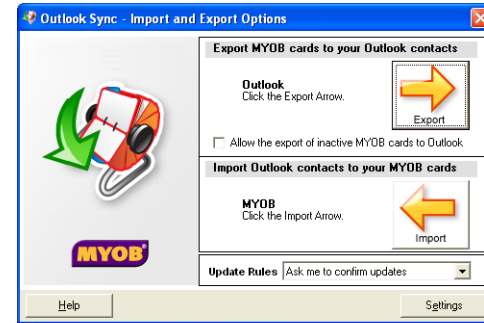 Outlook Sync - Import and Export Options
Export MYOB cards to your Outlook contacts
Outlook
Click the Export Arrow.
Export
Allow the export of inactive MYOB cards to Outlook
Import Outlook contacts to your MYOB cards
MYOB
Click the Import Arrow.
Import
MYOB
Update Rules Ask me to confirm updates
Help Settings